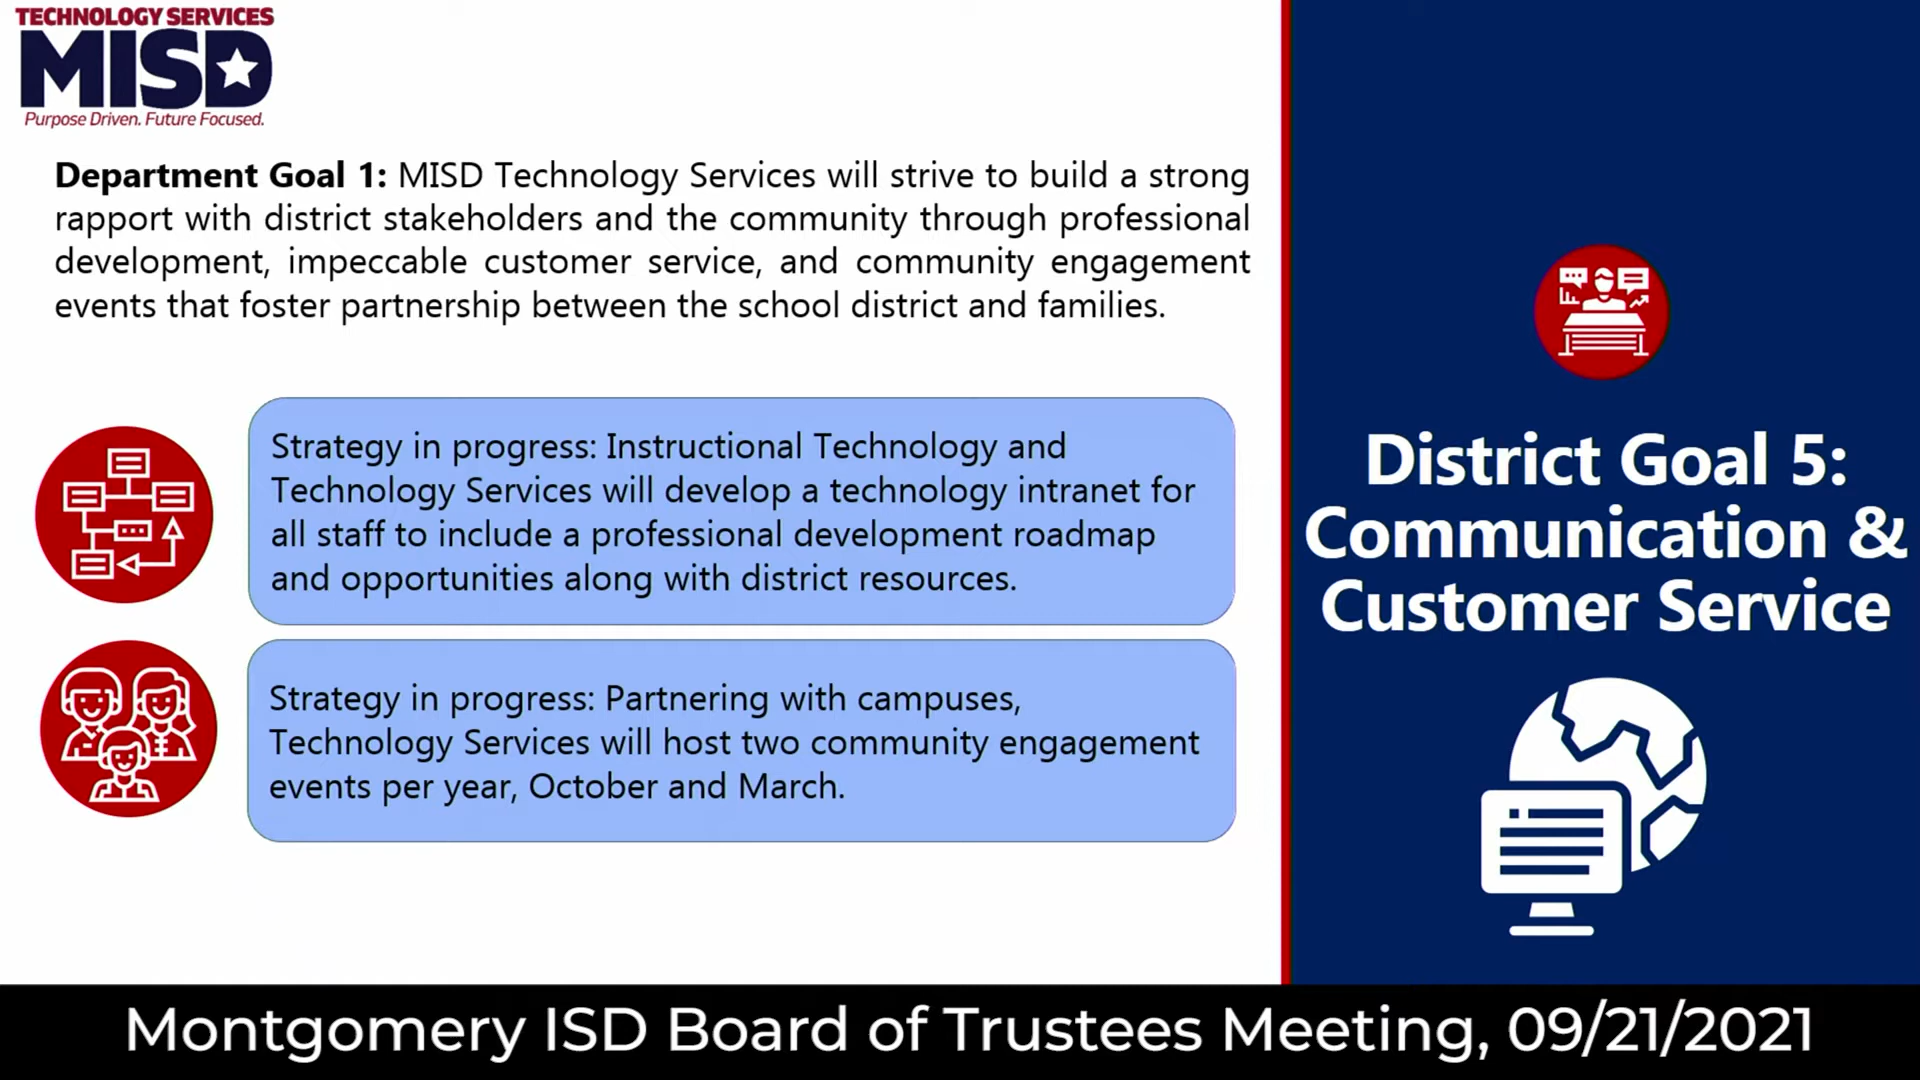 TECHNOLOGY SERVICES
MISD
Purpose Driven. Future Focused.
Department Goal 1: MISD Technology Services will strive to build a strong
rapport with district stakeholders and the community through professional
development, impeccable customer service, and community engagement
events that foster partnership between the school district and families.
Strategy in progress: Instructional Technology and
Technology Services will develop a technology intranet for
all staff to include a professional development roadmap
and opportunities along with district resources.
Strategy in progress: Partnering with campuses,
Technology Services will host two community engagement
events per year, October and March.
District Goal 5:
Communication &
Customer Service
Montgomery ISD Board of Trustees Meeting, 09/21/2021